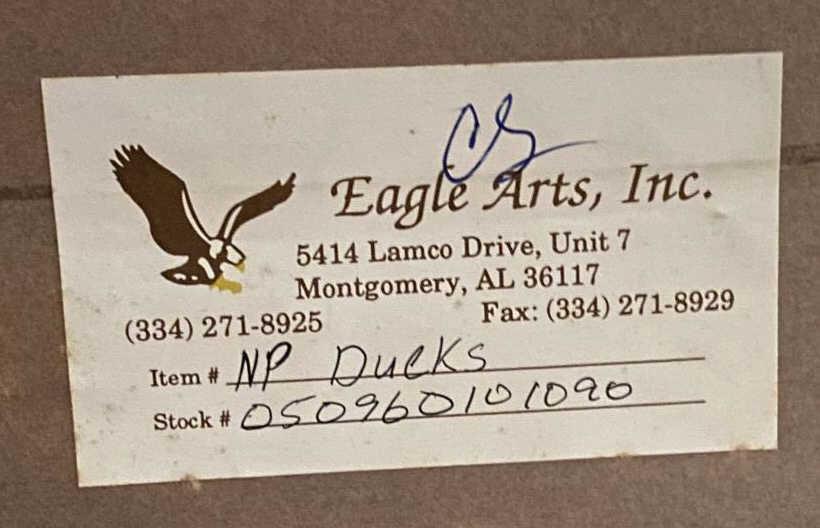 Eagle Arts, Inc.
5414 Lamco Drive, Unit 7
Montgomery, AL 36117
(334) 271-8925 Fax: (334) 271-8929
Item # NP Ducks
Stock # 050960101090